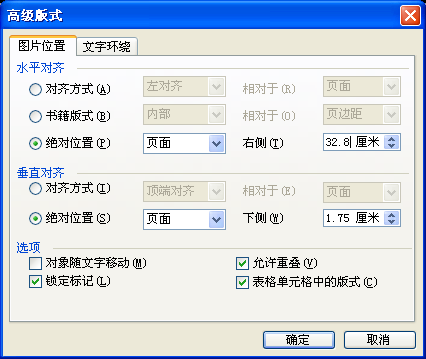 高级版式
图片位置 文字环绕
水平对齐
对齐方式(A) 左对齐 相对于(R) 页面
书籍版式(B) 内部 相对于(O) 页边距
绝对位置(P) 页面 右侧(T) 32.8 厘米
垂直对齐
对齐方式(I) 顶端对齐 相对于(E) 页面
绝对位置(S) 页面 下侧(W) 1.75 厘米
选项
对象随文字移动(M) 允许重叠(V)
锁定标记(L) 表格单元格中的版式(C)
确定 取消